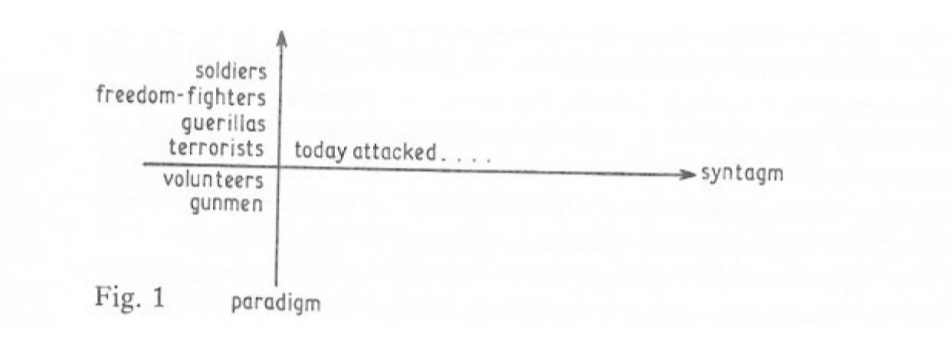 soldiers
freedom-fighters
guerillas
terrorists today attacked. . . .
syntagm
volunteers
gunmen
Fig. 1
paradigm